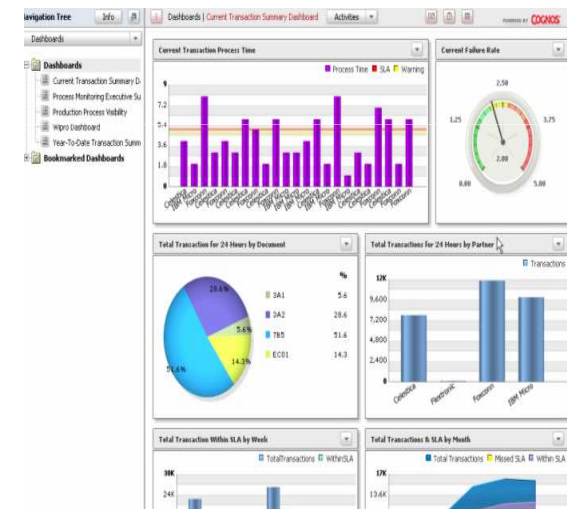 avigation Tree
Info
Dashboards | Current Transaction Summary Dashboard
Activities
POWERED BY COGNOS
Dashboards
Dashboards
Current Transaction Summary D
Process Monitoring Executive Su
Production Process Visibility
Wipro Dashboard
Year-To-Date Transaction Summ
Bookmarked Dashboards
Current Transaction Process Time
Process Time SLA Warning
9
7.2
5.4
3.6
1.8
0
Current Failure Rate
2.50
1.25
3.75
2.00
0.00
5.00
Total Transaction for 24 Hours by Document
%
3A1 5.6
3A2 28.6
7B5 51.6
EC01 14.3
28.6%
5.6%
14.3%
51.6%
Total Transactions for 24 Hours by Partner
Transactions
12K
9,600
7,200
4,800
2,400
0
Celestica
Flextronic
Foxconn
IBM Micro
Total Transaction Within SLA by Week
TotalTransactions WithinSLA
30K
24K
Total Transactions & SLA by Month
Total Transactions Missed SLA Within SLA
17K
13.6K